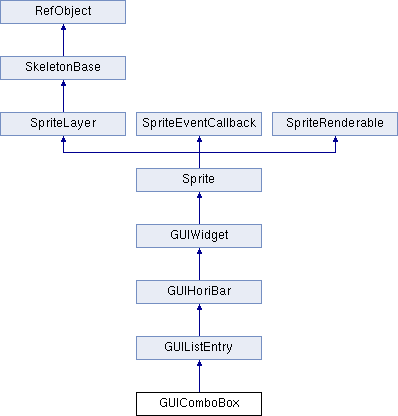 RefObject
SkeletonBase
SpriteLayer
SpriteEventCallback
SpriteRenderable
Sprite
GUIWidget
GUIHoriBar
GUIListEntry
GUIComboBox